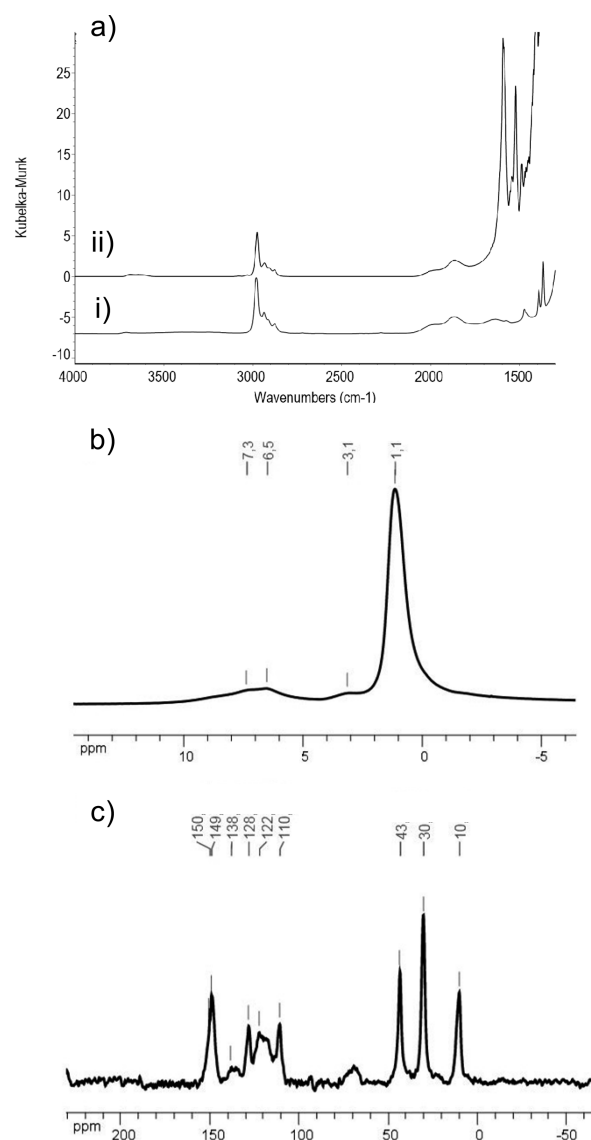 a)
25
20
15
10
5
0
-5
-10
Kubelka-Munk
ii)
i)
4000 3500 3000 2500 2000 1500
Wavenumbers (cm-1)
b)
7,3 6,5 3,1 1,1
10 5 0 -5
ppm
c)
150, 149, 138, 128, 122, 110, 43, 30, 10,
200 150 100 50 0 -50
ppm